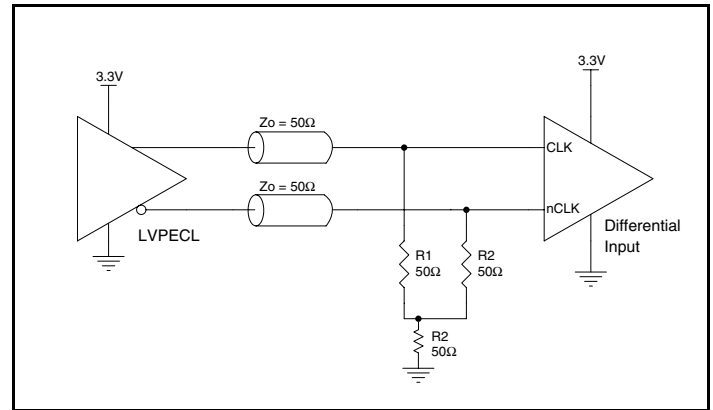 3.3V
3.3V
Zo = 50Ω
CLK
Zo = 50Ω
nCLK
LVPECL
Differential
Input
R1
50Ω
R2
50Ω
R2
50Ω